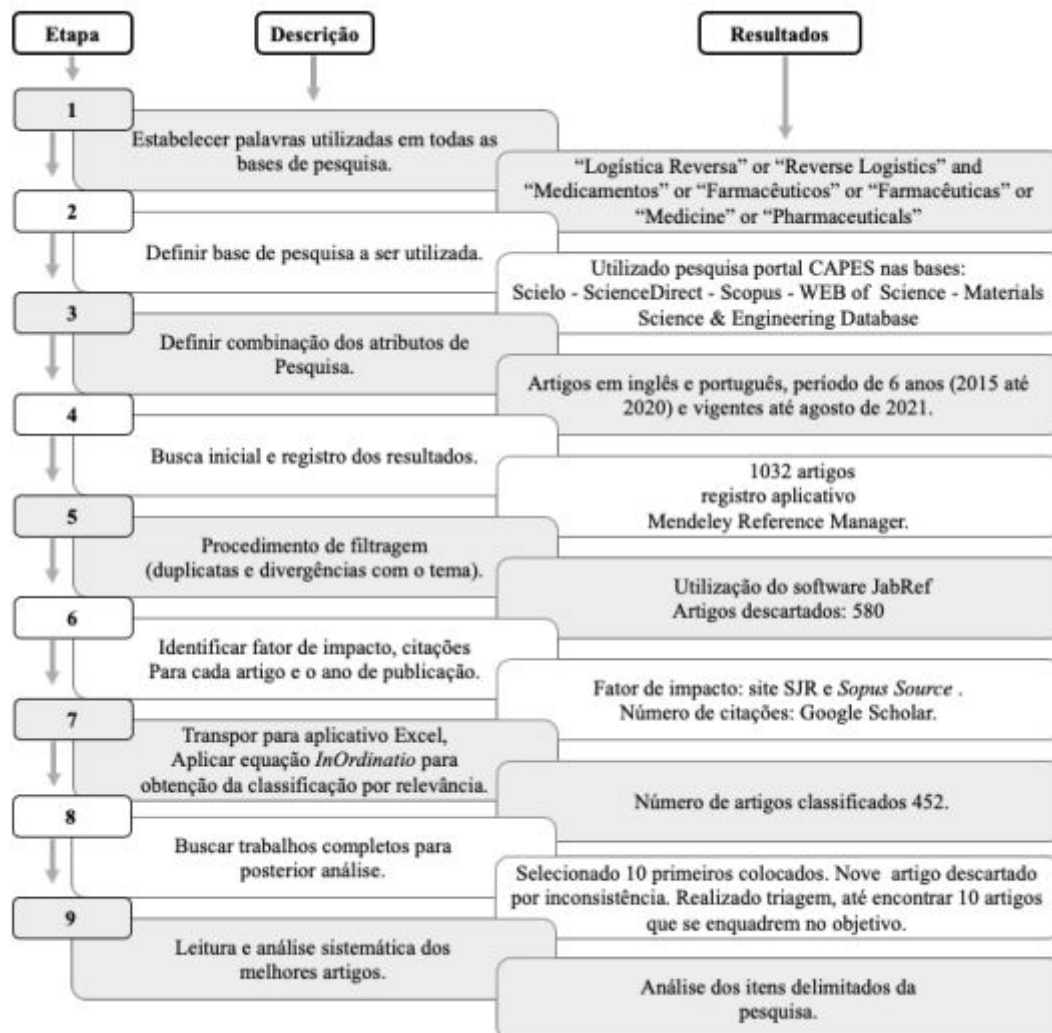 Etapa
Descrição
Resultados
1
Estabelecer palavras utilizadas em todas as
bases de pesquisa.
“Logística Reversa” or “Reverse Logistics” and
“Medicamentos” or “Farmacêuticos” or “Farmacêuticas” or
“Medicine” or “Pharmaceuticals”
2
Definir base de pesquisa a ser utilizada.
Utilizado pesquisa portal CAPES nas bases:
Scielo - ScienceDirect - Scopus - WEB of Science - Materials
Science & Engineering Database
3
Definir combinação dos atributos de
Pesquisa.
Artigos em inglês e português, período de 6 anos (2015 até
2020) e vigentes até agosto de 2021.
4
Busca inicial e registro dos resultados.
1032 artigos
registro aplicativo
Mendeley Reference Manager.
5
Procedimento de filtragem
(duplicatas e divergências com o tema).
Utilização do software JabRef
Artigos descartados: 580
6
Identificar fator de impacto, citações
Para cada artigo e o ano de publicação.
Fator de impacto: site SJR e Sopus Source .
Número de citações: Google Scholar.
7
Transpor para aplicativo Excel,
Aplicar equação InOrdinatio para
obtenção da classificação por relevância.
Número de artigos classificados 452.
8
Buscar trabalhos completos para
posterior análise.
Selecionado 10 primeiros colocados. Nove artigo descartado
por inconsistência. Realizado triagem, até encontrar 10 artigos
que se enquadrem no objetivo.
9
Leitura e análise sistemática dos
melhores artigos.
Análise dos itens delimitados da
pesquisa.